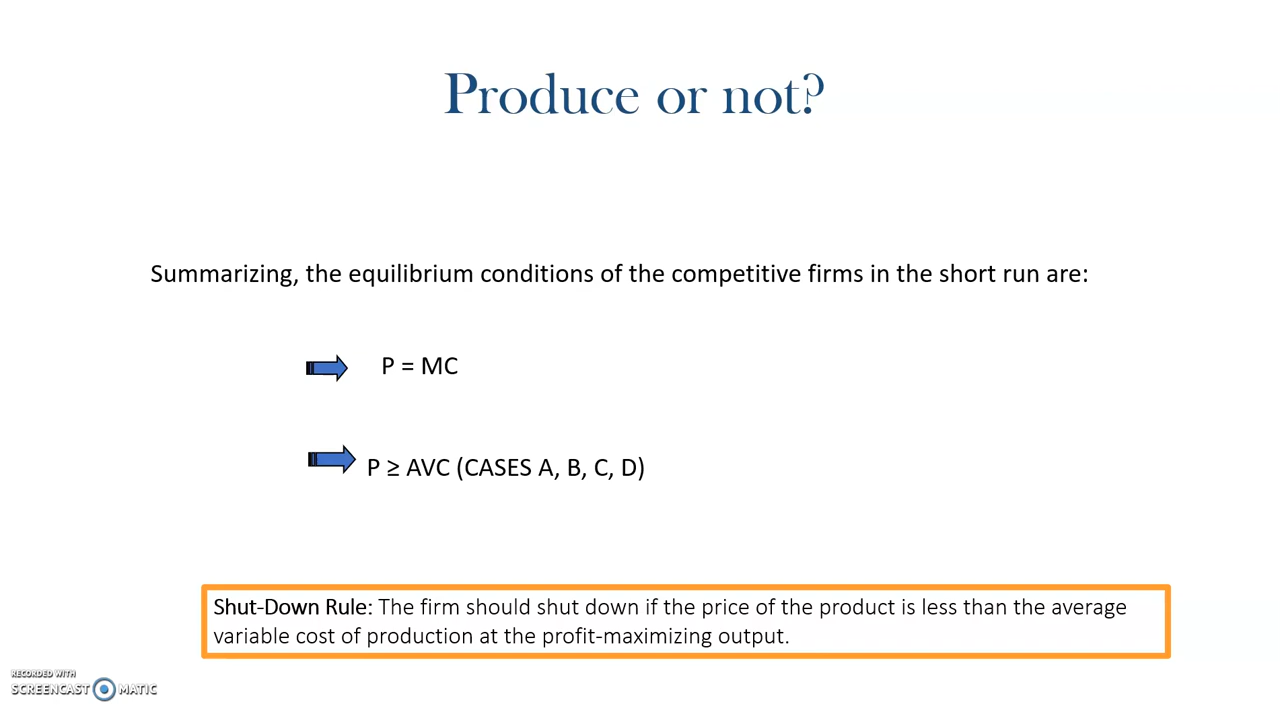 Produce or not?
Summarizing, the equilibrium conditions of the competitive firms in the short run are:
P = MC
P ≥ AVC (CASES A, B, C, D)
Shut-Down Rule: The firm should shut down if the price of the product is less than the average
variable cost of production at the profit-maximizing output.
RECORDED WITH
SCREENCAST MATIC